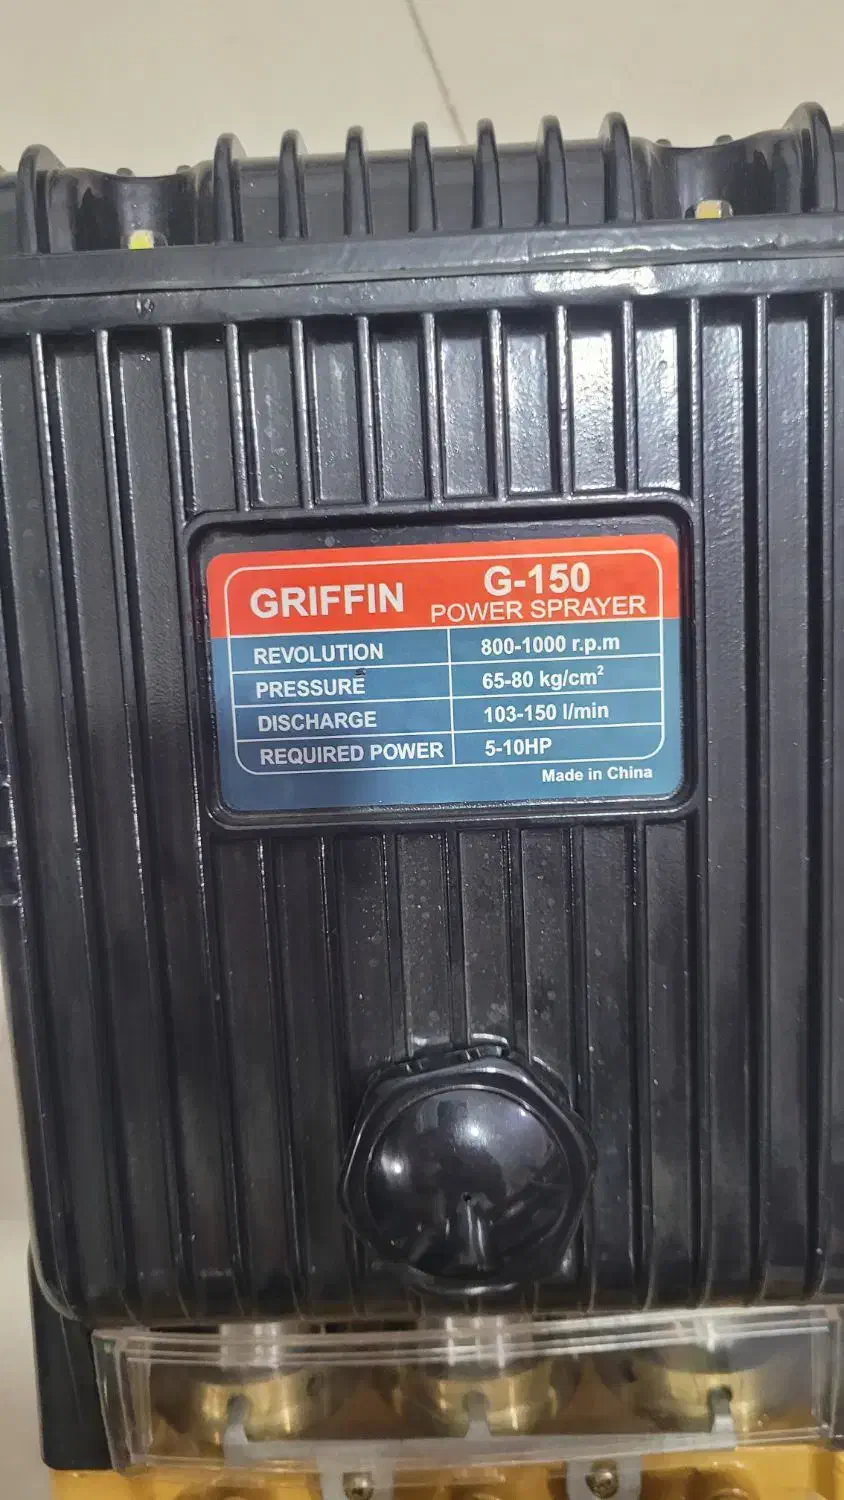 GRIFFIN G-150
POWER SPRAYER
REVOLUTION 800-1000 r.p.m
PRESSURE 65-80 kg/cm²
DISCHARGE 103-150 l/min
REQUIRED POWER 5-10HP
Made in China